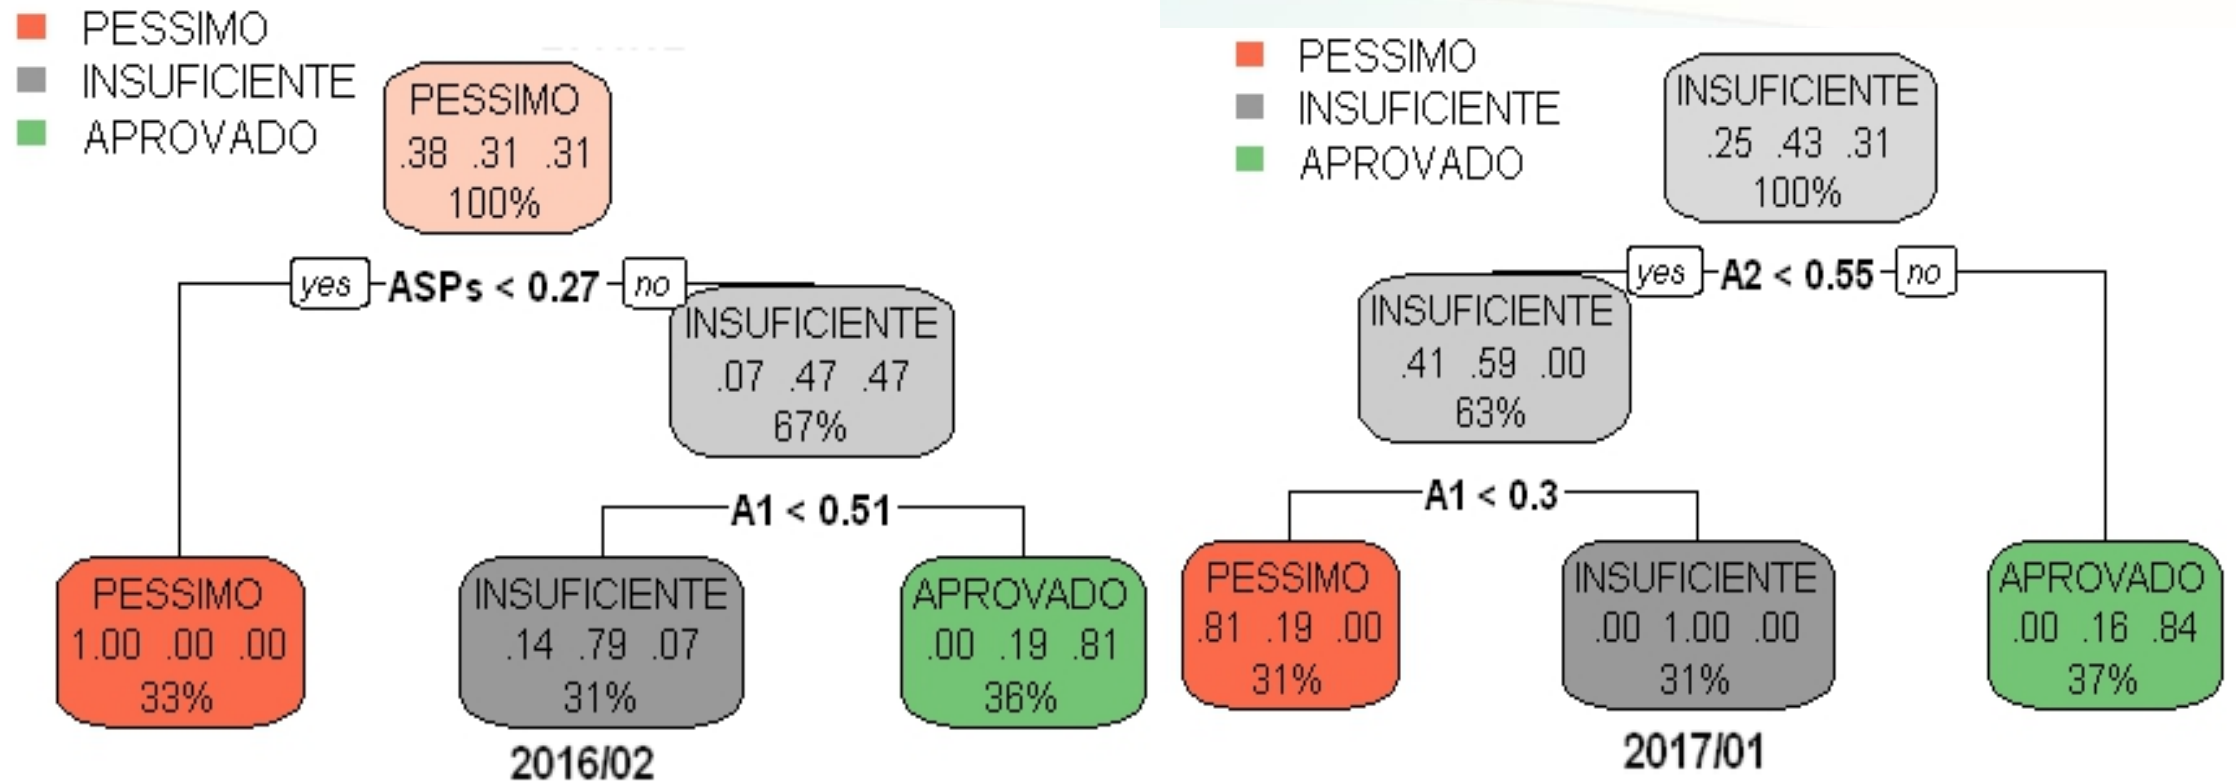 PESSIMO
INSUFICIENTE
APROVADO
PESSIMO
.38 .31 .31
100%
yes ASPs < 0.27 no
INSUFICIENTE
.07 .47 .47
67%
A1 < 0.51
PESSIMO
1.00 .00 .00
33%
INSUFICIENTE
.14 .79 .07
31%
APROVADO
.00 .19 .81
36%
2016/02
PESSIMO
INSUFICIENTE
APROVADO
INSUFICIENTE
.25 .43 .31
100%
yes A2 < 0.55 no
INSUFICIENTE
.41 .59 .00
63%
A1 < 0.3
PESSIMO
.81 .19 .00
31%
INSUFICIENTE
.00 1.00 .00
31%
APROVADO
.00 .16 .84
37%
2017/01